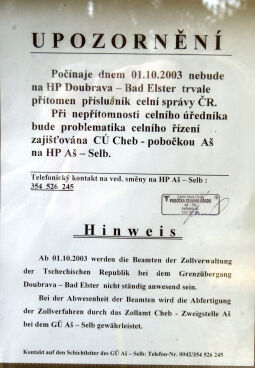 UPOZORNĚNÍ
Počínaje dnem 01.10.2003 nebude
na HP Doubrava – Bad Elster trvale
přítomen příslušník celní správy ČR.
Při nepřítomnosti celního úředníka
bude problematika celního řízení
zajišťována CÚ Cheb - pobočkou Aš
na HP Aš – Selb.
Telefonický kontakt na ved. směny na HP Aš – Selb :
354 526 245
POBOČKA CELNÍHO ÚŘADU
Hinweis
Ab 01.10.2003 werden die Beamten der Zollverwaltung
der Tschechischen Republik bei dem Grenzübergang
Doubrava – Bad Elster nicht ständig anwesend sein.
Bei der Abwesenheit der Beamten wird die Abfertigung
der Zollverfahren durch das Zollamt Cheb - Zweigstelle Aš
bei dem GÜ Aš – Selb gewährleistet.
Kontakt auf den Schichtleiter des GÜ Aš – Selb: Telefon-Nr. 0042/354 526 245